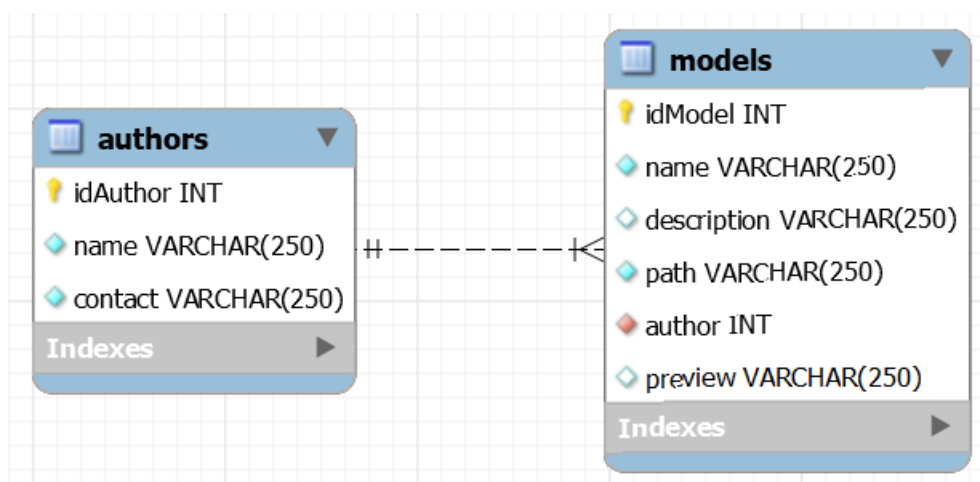 authors
idAuthor INT
name VARCHAR(250)
contact VARCHAR(250)
Indexes
models
idModel INT
name VARCHAR(250)
description VARCHAR(250)
path VARCHAR(250)
author INT
preview VARCHAR(250)
Indexes